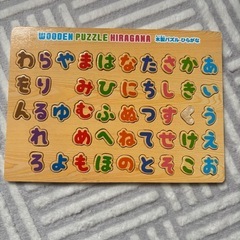 WOODEN PUZZLE HIRAGANA 木製パズル ひらがな
わらやまはなたさかあ
をりみひにちしきい
んるゆむふぬつすくう
れめへねてせけえ
ろよもほのとそこお